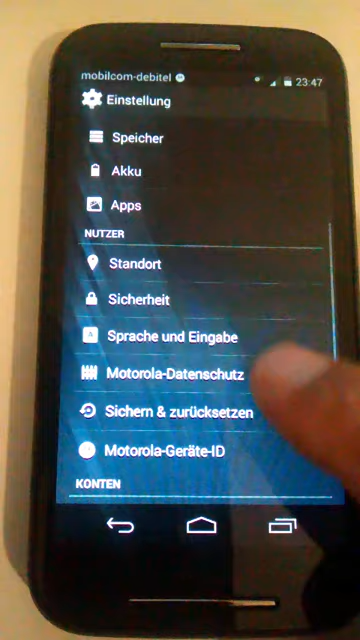 mobilcom-debitel
23:47
Einstellung
Speicher
Akku
Apps
NUTZER
Standort
Sicherheit
Sprache und Eingabe
Motorola-Datenschutz
Sichern & zurücksetzen
Motorola-Geräte-ID
KONTEN